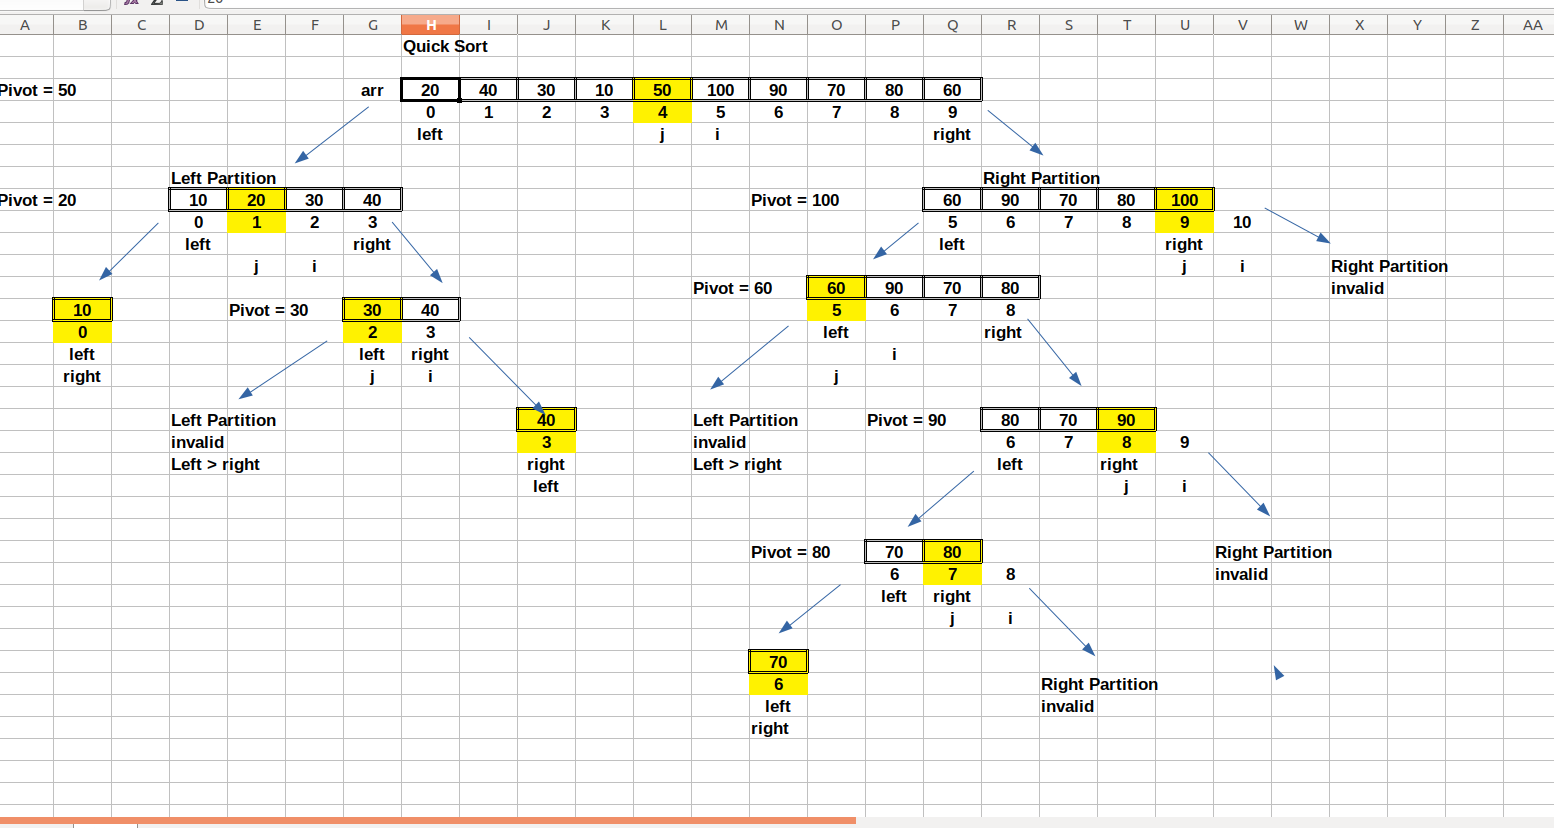 20
A B C D E F G H I J K L M N O P Q R S T U V W X Y Z AA
Quick Sort
Pivot = 50 arr 20 40 30 10 50 100 90 70 80 60
0 1 2 3 4 5 6 7 8 9
left j i right
Left Partition Right Partition
Pivot = 20 10 20 30 40 Pivot = 100 60 90 70 80 100
0 1 2 3 5 6 7 8 9 10
left right left right
j i j i Right Partition
Pivot = 60 60 90 70 80 invalid
10 Pivot = 30 30 40 5 6 7 8
0 2 3 left right
left left right i
right j i j
Left Partition 40 Left Partition Pivot = 90 80 70 90
invalid 3 invalid 6 7 8 9
Left > right right Left > right left right
left j i
Pivot = 80 70 80 Right Partition
6 7 8 invalid
left right
j i
70
6 Right Partition
left invalid
right